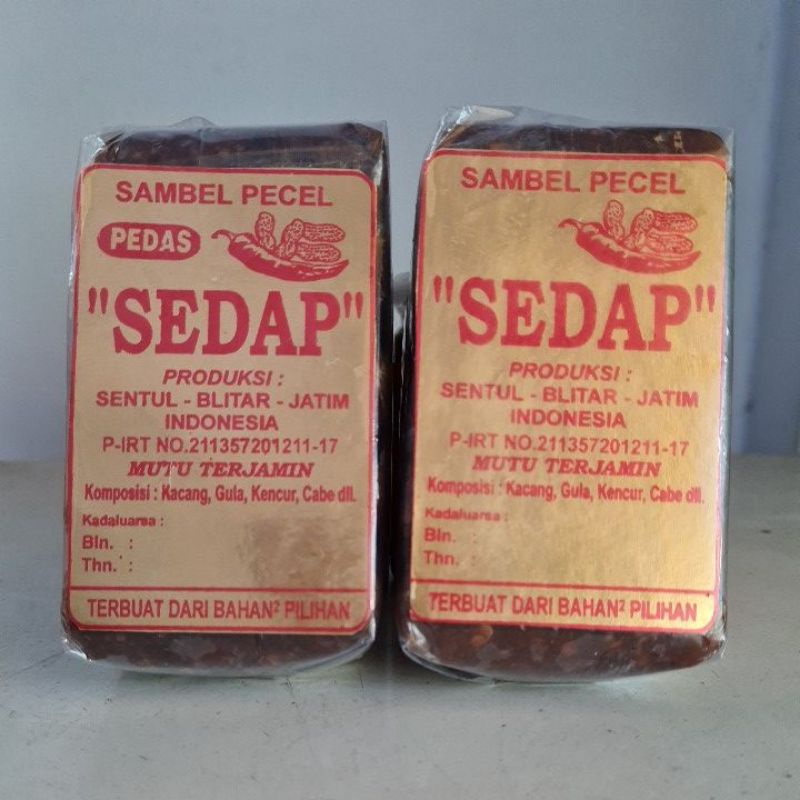 SAMBEL PECEL
PEDAS
"SEDAP"
PRODUKSI :
SENTUL - BLITAR - JATIM
INDONESIA
P-IRT NO.211357201211-17
MUTU TERJAMIN
Komposisi : Kacang, Gula, Kencur, Cabe dll.
Kadaluarsa :
Bln. :
Thn. :
TERBUAT DARI BAHAN² PILIHAN
SAMBEL PECEL
"SEDAP"
PRODUKSI :
SENTUL - BLITAR - JATIM
INDONESIA
P-IRT NO.211357201211-17
MUTU TERJAMIN
Komposisi : Kacang, Gula, Kencur, Cabe dll.
Kadaluarsa :
Bln. :
Thn. :
TERBUAT DARI BAHAN² PILIHAN